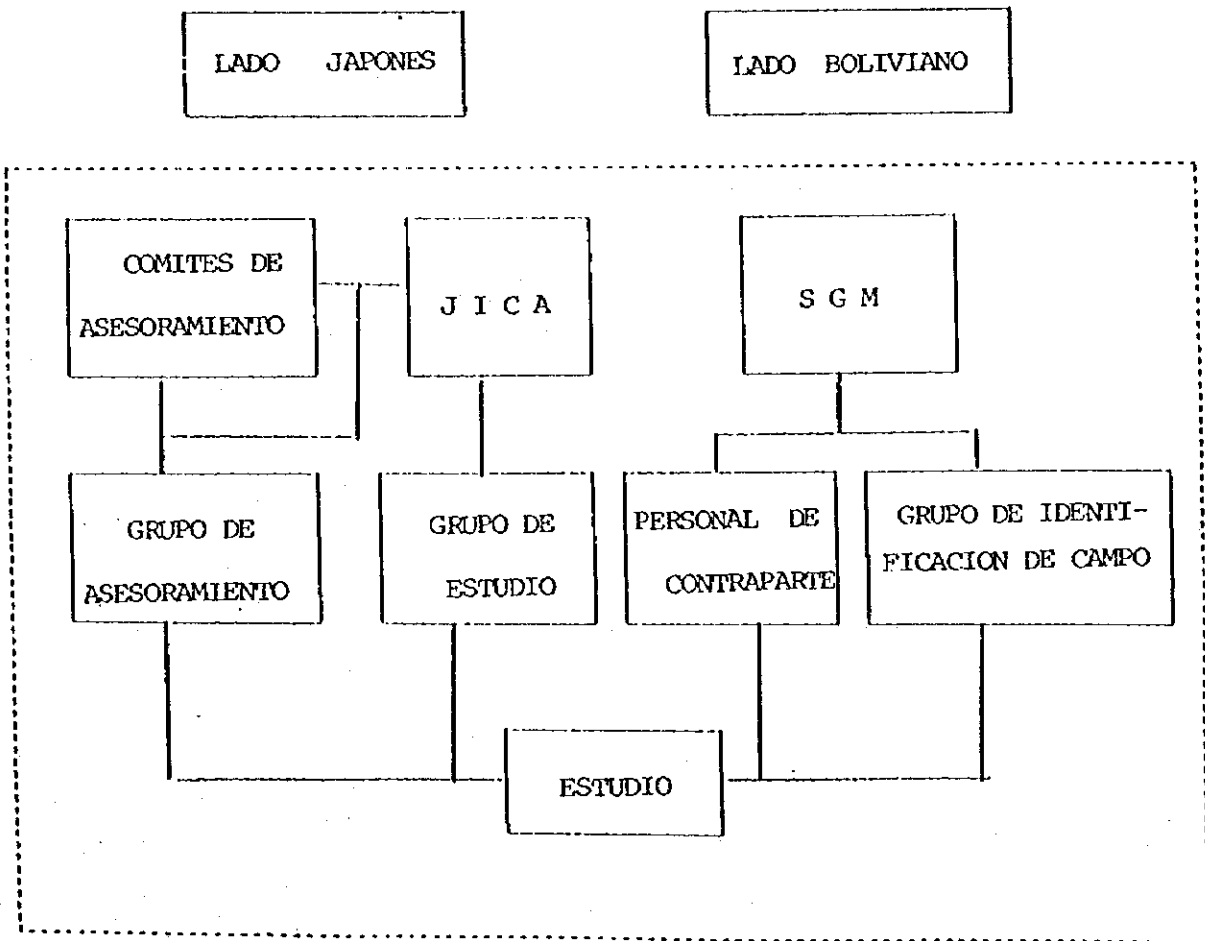 LADO JAPONES
LADO BOLIVIANO
COMITES DE
ASESORAMIENTO
J I C A
S G M
GRUPO DE
ASESORAMIENTO
GRUPO DE
ESTUDIO
PERSONAL DE
CONTRAPARTE
GRUPO DE IDENTI-
FICACION DE CAMPO
ESTUDIO